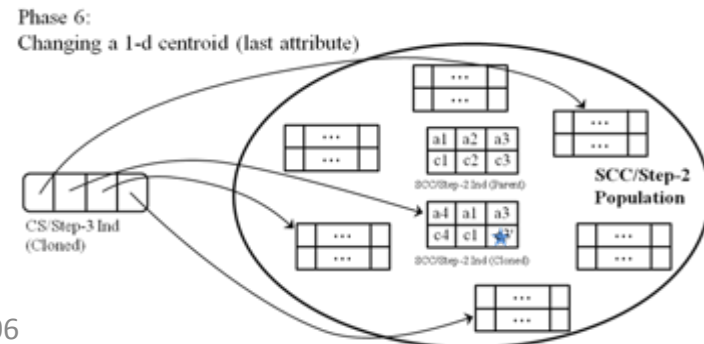 Phase 6:
Changing a 1-d centroid (last attribute)
...
...
...
...
...
...
a1 a2 a3
c1 c2 c3
SCC/Step-2 Ind (Parent)
SCC/Step-2
Population
CS/Step-3 Ind
(Cloned)
a4 a1 a3
c4 c1
SCC/Step-2 Ind (Cloned)
...
...
...
...
...
...
06